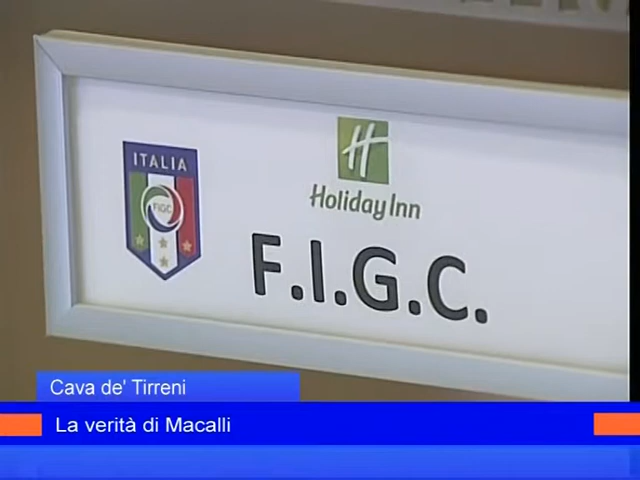 ITALIA
FIGC
Holiday Inn
F.I.G.C.
Cava de' Tirreni
La verità di Macalli